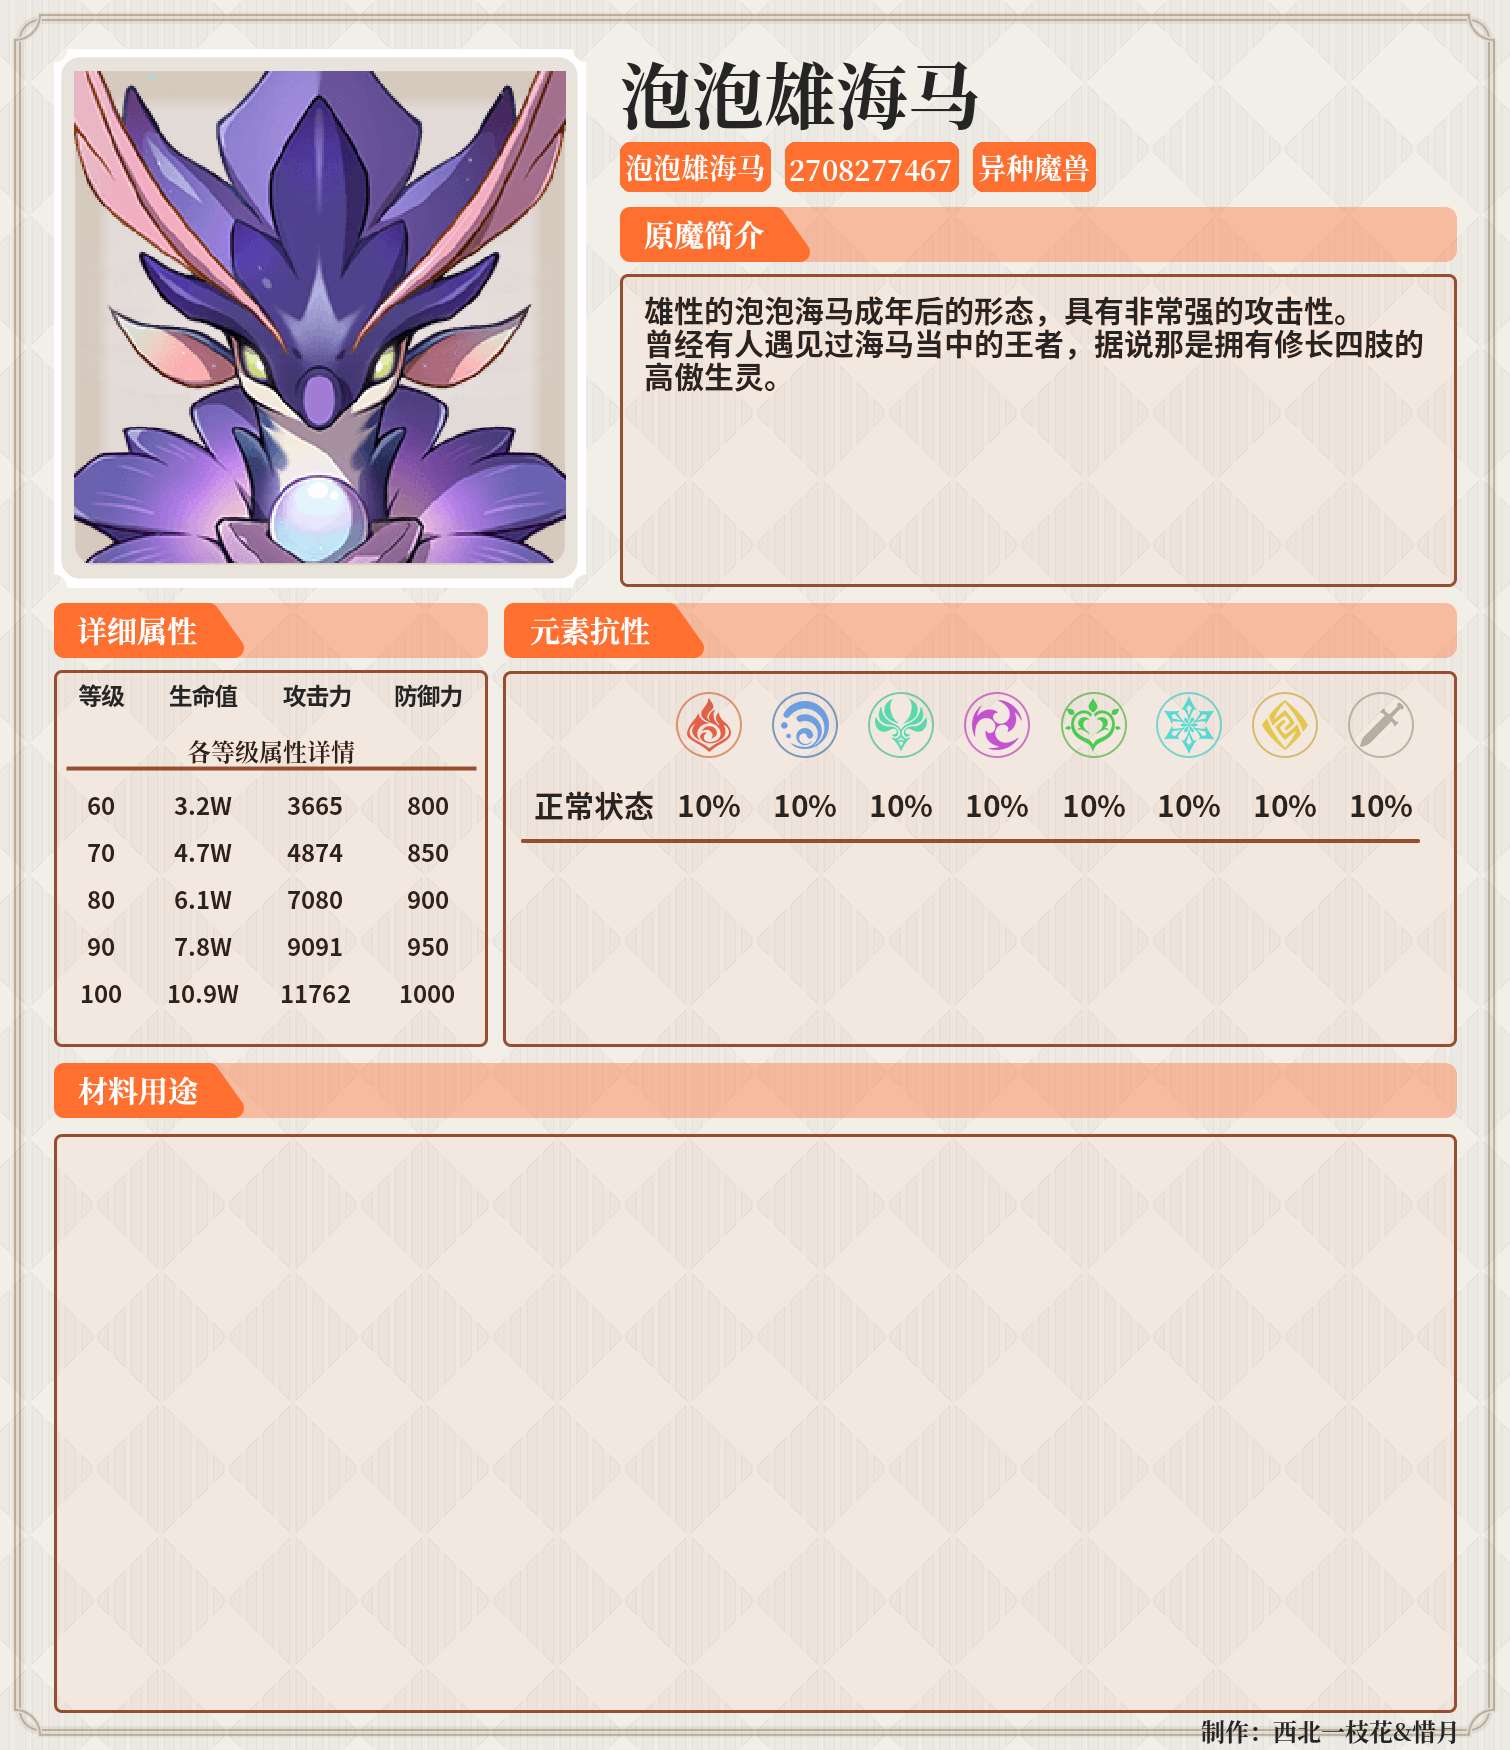 泡泡雄海马
泡泡雄海马 2708277467 异种魔兽
原魔简介
雄性的泡泡海马成年后的形态，具有非常强的攻击性。
曾经有人遇见过海马当中的王者，据说那是拥有修长四肢的
高傲生灵。
详细属性
等级 生命值 攻击力 防御力
各等级属性详情
60 3.2W 3665 800
70 4.7W 4874 850
80 6.1W 7080 900
90 7.8W 9091 950
100 10.9W 11762 1000
元素抗性
正常状态 10% 10% 10% 10% 10% 10% 10% 10%
材料用途
制作：西北一枝花&惜月